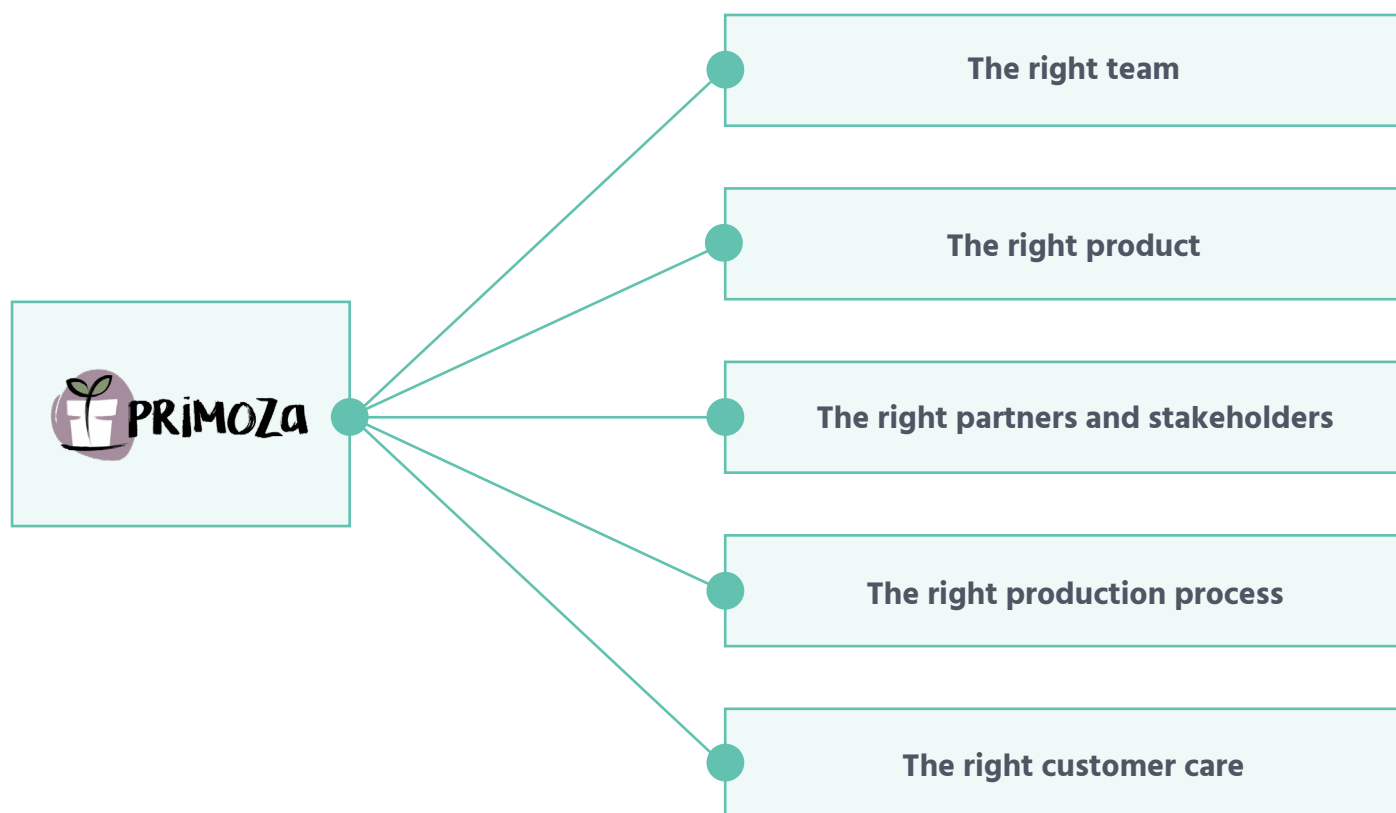 The right team
The right product
PRiMOZa
The right partners and stakeholders
The right production process
The right customer care